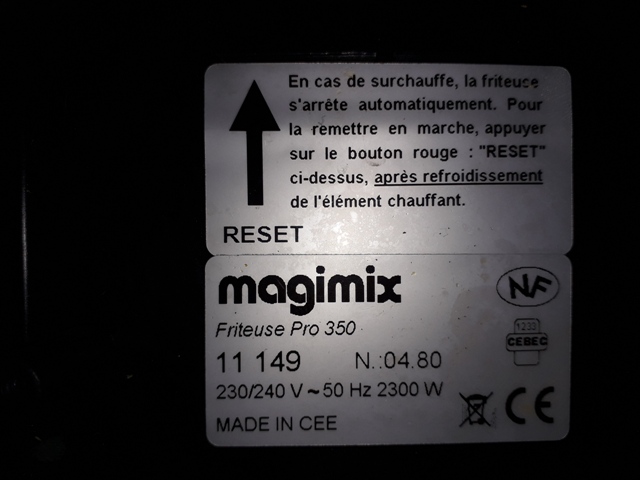 En cas de surchauffe, la friteuse
s'arrête automatiquement. Pour
la remettre en marche, appuyer
sur le bouton rouge : "RESET"
ci-dessus, après refroidissement
de l'élément chauffant.
RESET
magimix
NF
Friteuse Pro 350
1233
CEBEC
11 149 N.:04.80
230/240 V ~ 50 Hz 2300 W
CE
MADE IN CEE